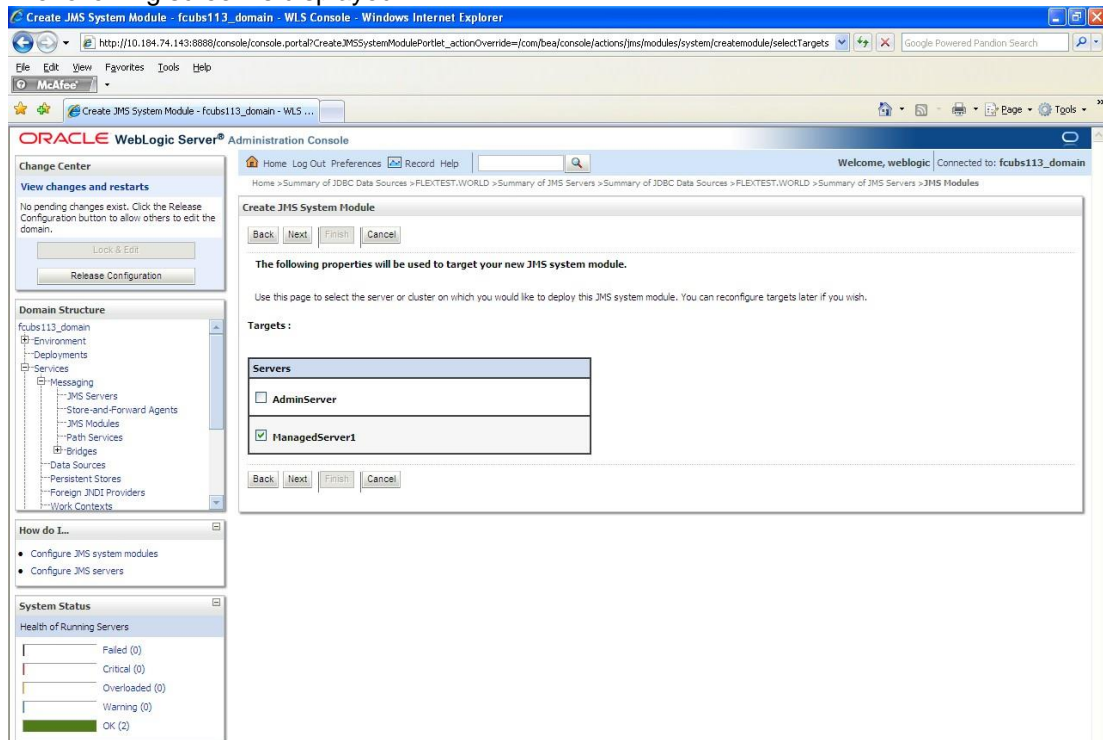 Create JMS System Module - fcubs113_domain - WLS Console - Windows Internet Explorer
http://10.184.74.143:8888/console/console.portal?CreateJMSSystemModulePortlet_actionOverride=/com/bea/console/actions/jms/modules/system/createmodule/selectTargets
Google Powered Pandion Search
File Edit View Favorites Tools Help
McAfee
Create JMS System Module - fcubs113_domain - WLS ...
Page Tools
ORACLE WebLogic Server® Administration Console
Change Center
View changes and restarts
No pending changes exist. Click the Release
Configuration button to allow others to edit the
domain.
Lock & Edit
Release Configuration
Domain Structure
fcubs113_domain
Environment
Deployments
Services
Messaging
JMS Servers
Store-and-Forward Agents
JMS Modules
Path Services
Bridges
Data Sources
Persistent Stores
Foreign JNDI Providers
Work Contexts
How do I...
Configure JMS system modules
Configure JMS servers
System Status
Health of Running Servers
Failed (0)
Critical (0)
Overloaded (0)
Warning (0)
OK (2)
Home Log Out Preferences Record Help
Welcome, weblogic Connected to: fcubs113_domain
Home >Summary of JDBC Data Sources >FLEXTEST.WORLD >Summary of JMS Servers >Summary of JDBC Data Sources >FLEXTEST.WORLD >Summary of JMS Servers >JMS Modules
Create JMS System Module
Back Next Finish Cancel
The following properties will be used to target your new JMS system module.
Use this page to select the server or cluster on which you would like to deploy this JMS system module. You can reconfigure targets later if you wish.
Targets :
Servers
AdminServer
ManagedServer1
Back Next Finish Cancel